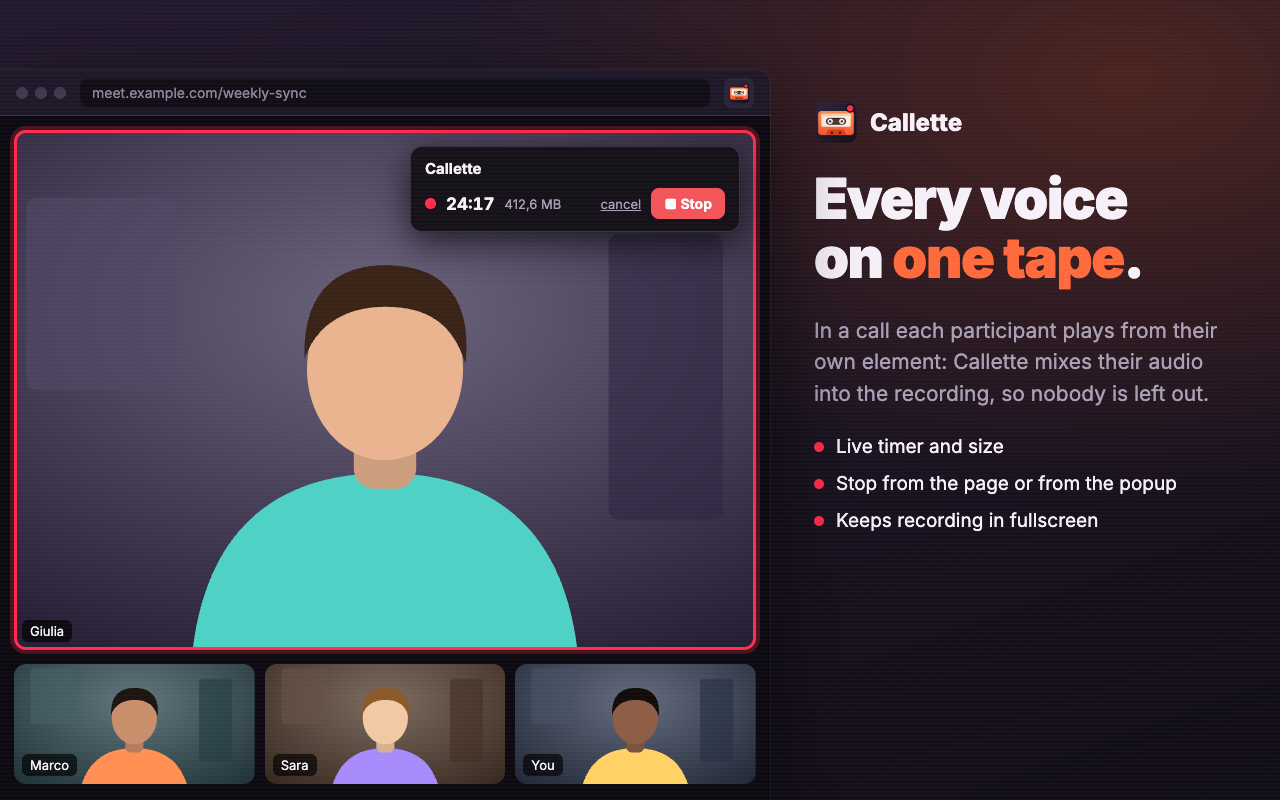 meet.example.com/weekly-sync
Callette
24:17 412,6 MB cancel Stop
Giulia
Marco
Sara
You
Callette
Every voice
on one tape.
In a call each participant plays from their
own element: Callette mixes their audio
into the recording, so nobody is left out.
Live timer and size
Stop from the page or from the popup
Keeps recording in fullscreen